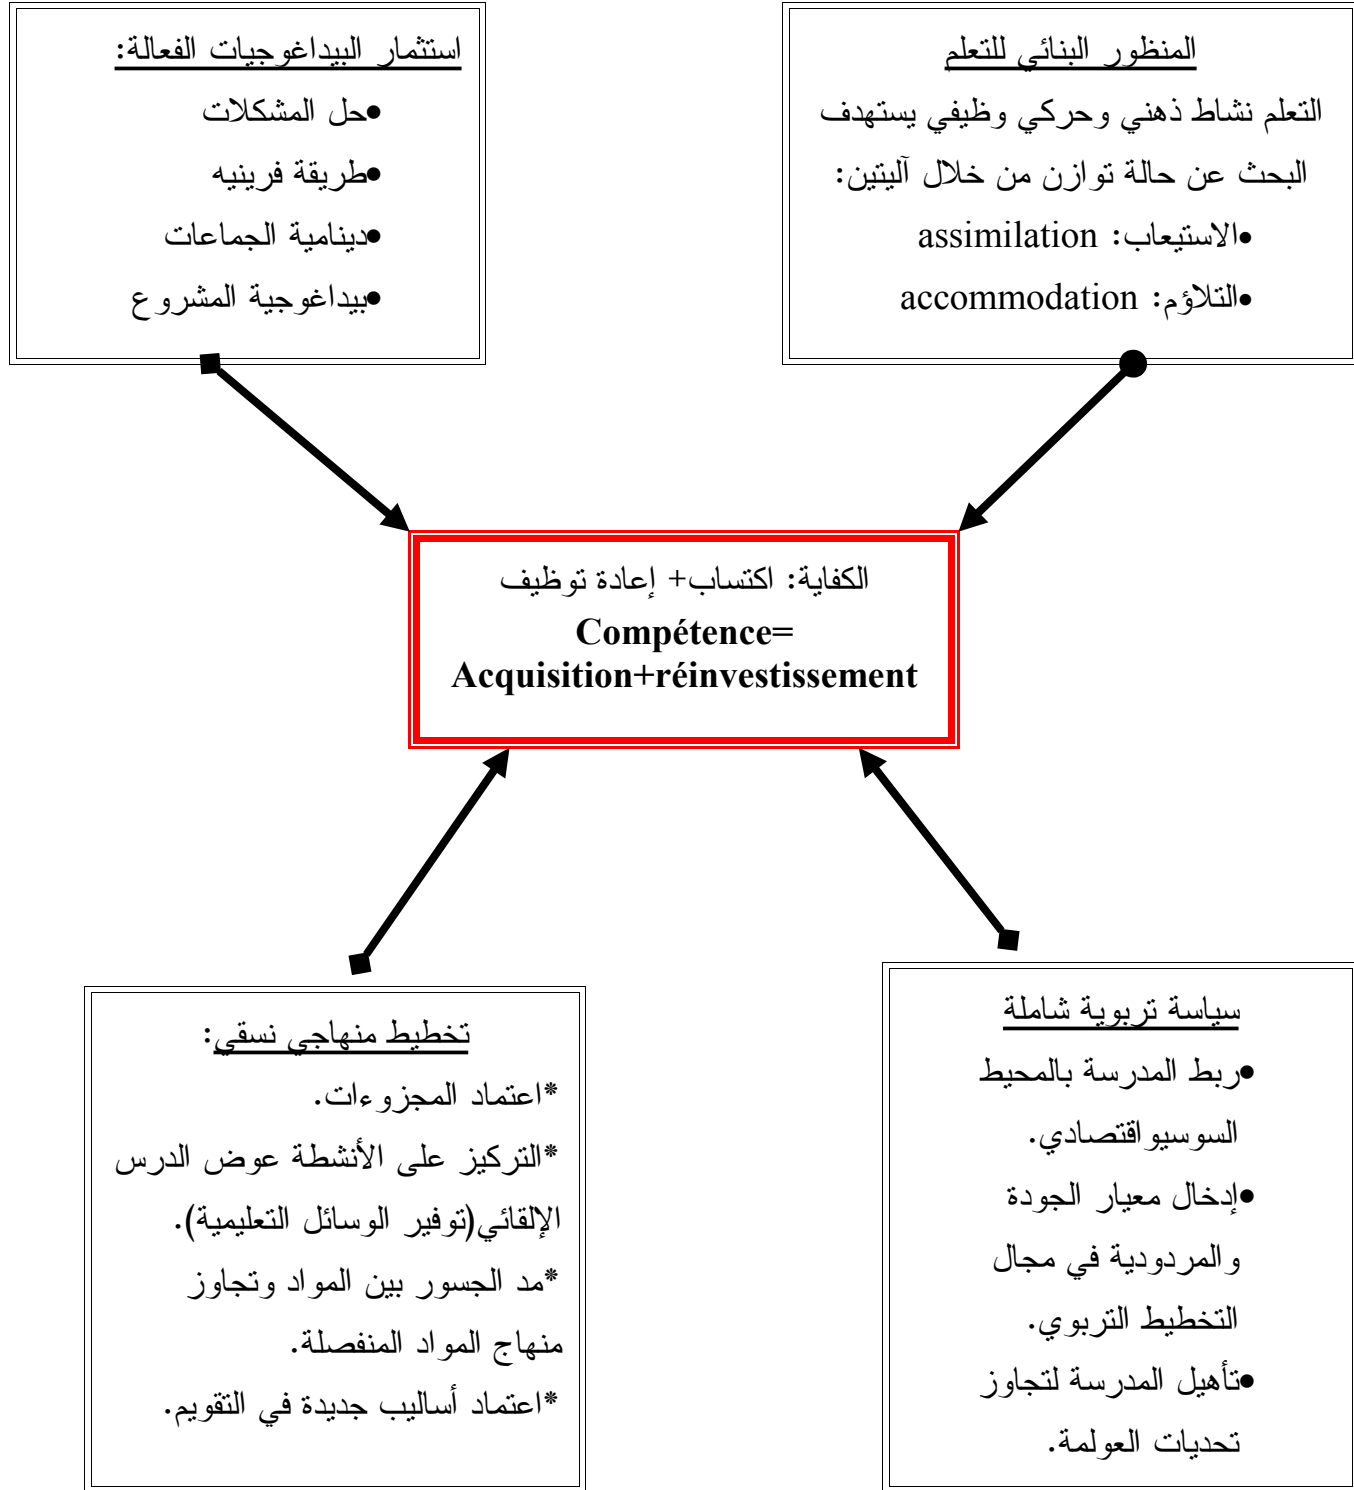 المنظور البنائي للتعلم
التعلم نشاط ذهني وحركي وظيفي يستهدف
البحث عن حالة توازن من خلال آليتين:
•الاستيعاب: assimilation
•التلاؤم: accommodation
استثمار البيداغوجيات الفعالة:
•حل المشكلات
•طريقة فرينيه
•دينامية الجماعات
•بيداغوجية المشروع
الكفاية: اكتساب+ إعادة توظيف
Compétence=
Acquisition+réinvestissement
سياسة تربوية شاملة
•ربط المدرسة بالمحيط
السوسيواقتصادي.
•إدخال معيار الجودة
والمردودية في مجال
التخطيط التربوي.
•تأهيل المدرسة لتجاوز
تحديات العولمة.
تخطيط منهاجي نسقي:
*اعتماد المجزوءات.
*التركيز على الأنشطة عوض الدرس
الإلقائي(توفير الوسائل التعليمية).
*مد الجسور بين المواد وتجاوز
منهاج المواد المنفصلة.
*اعتماد أساليب جديدة في التقويم.